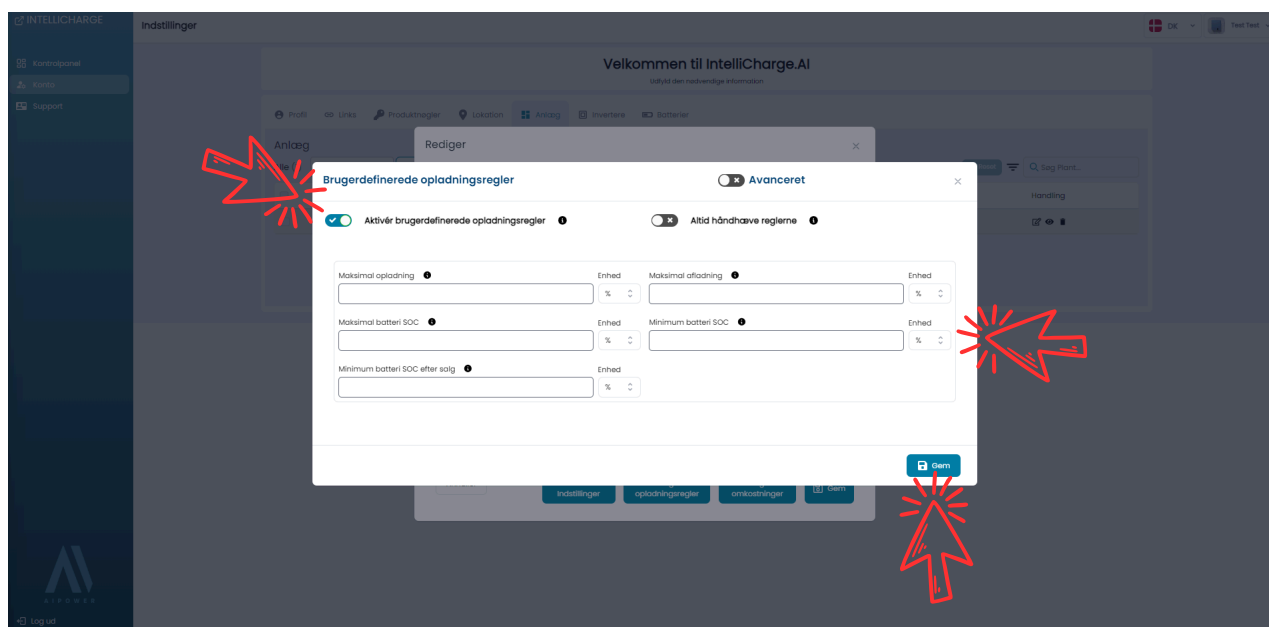 INTELLICHARGE
Indstillinger
DK
Test Test
Kontrolpanel
Konto
Support
Velkommen til IntelliCharge.AI
Udfyld den nødvendige information
Profil
Links
Produktnøgler
Lokation
Anlæg
Invertere
Batterier
Anlæg
Rediger
Søg Plant...
Brugerdefinerede opladningsregler
Avanceret
Handling
Aktivér brugerdefinerede opladningsregler
Altid håndhæve reglerne
Maksimal opladning
Enhed
Maksimal afladning
Enhed
%
%
Maksimal batteri SOC
Enhed
Minimum batteri SOC
Enhed
%
%
Minimum batteri SOC efter salg
Enhed
%
Gem
Indstillinger
opladningsregler
omkostninger
Gem
AIPOWER
Log ud